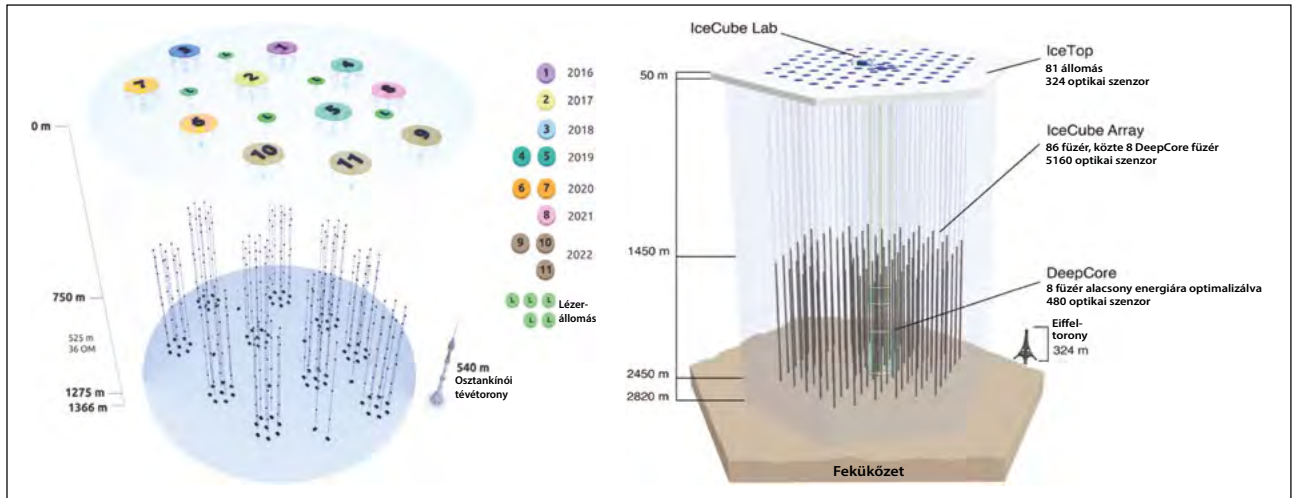 3
1
7
2
4
8
6
5
9
10
11
L
L
L
L
L
0 m
750 m
525 m
36 OM
1275 m
1366 m
540 m
Osztankínói
tévétorony
1 2016
2 2017
3 2018
4 5 2019
6 7 2020
8 2021
9 10
2022
11
L L L
L L
Lézer-
állomás
IceCube Lab
IceTop
81 állomás
324 optikai szenzor
50 m
IceCube Array
86 füzér, közte 8 DeepCore füzér
5160 optikai szenzor
1450 m
DeepCore
8 füzér alacsony energiára optimalizálva
480 optikai szenzor
Eiffel-
torony
324 m
2450 m
2820 m
Fekükőzet